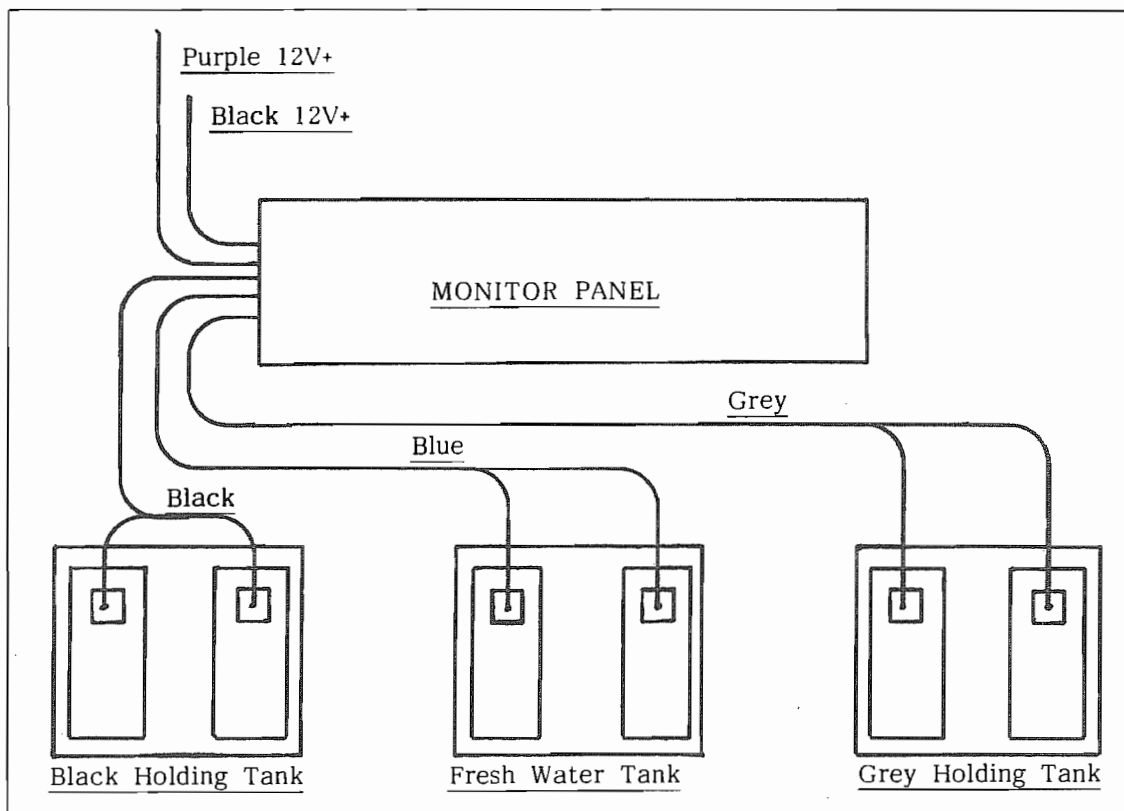 Purple 12V+
Black 12V+
MONITOR PANEL
Grey
Blue
Black
Black Holding Tank
Fresh Water Tank
Grey Holding Tank